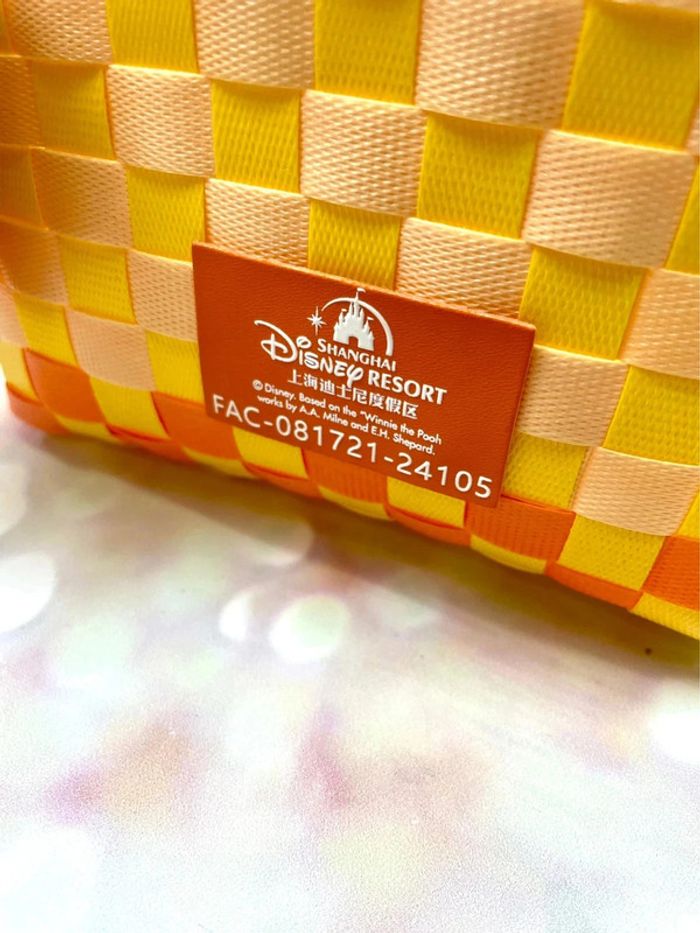 SHANGHAI
Disney RESORT
上海迪士尼度假区
© Disney. Based on the "Winnie the Pooh
works by A.A. Milne and E.H. Shepard.
FAC-081721-24105